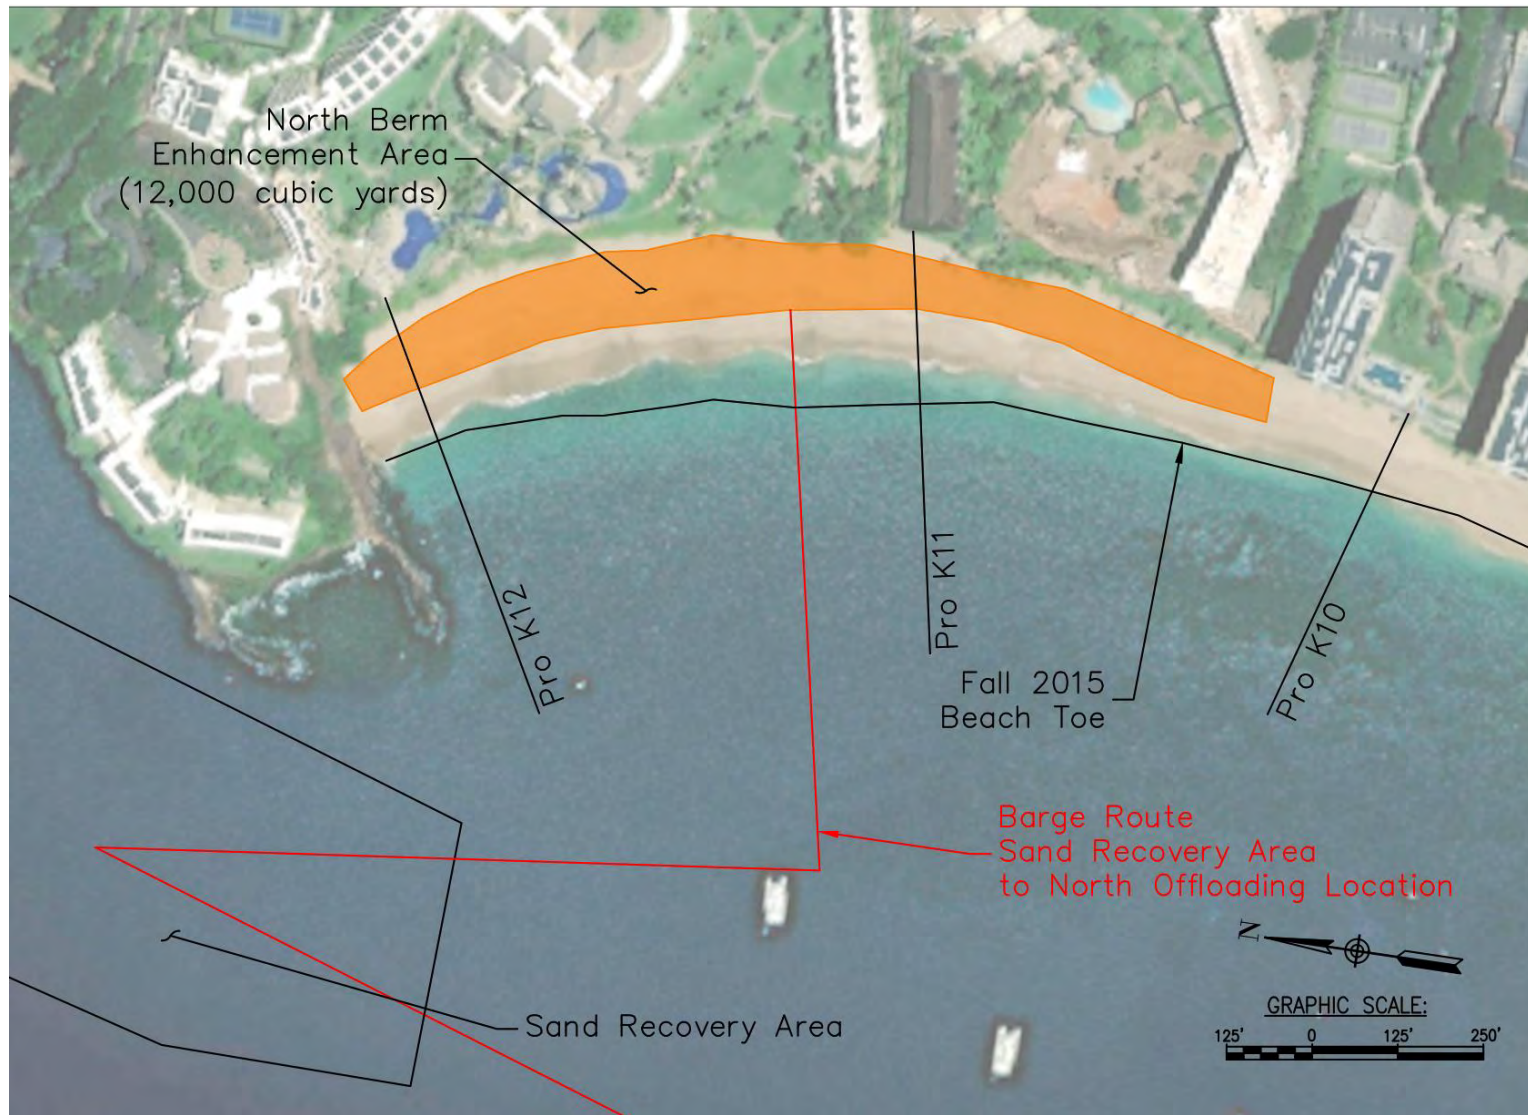 North Berm
Enhancement Area
(12,000 cubic yards)
Pro K12
Pro K11
Pro K10
Fall 2015
Beach Toe
Barge Route
Sand Recovery Area
to North Offloading Location
Sand Recovery Area
N
GRAPHIC SCALE:
125' 0 125' 250'